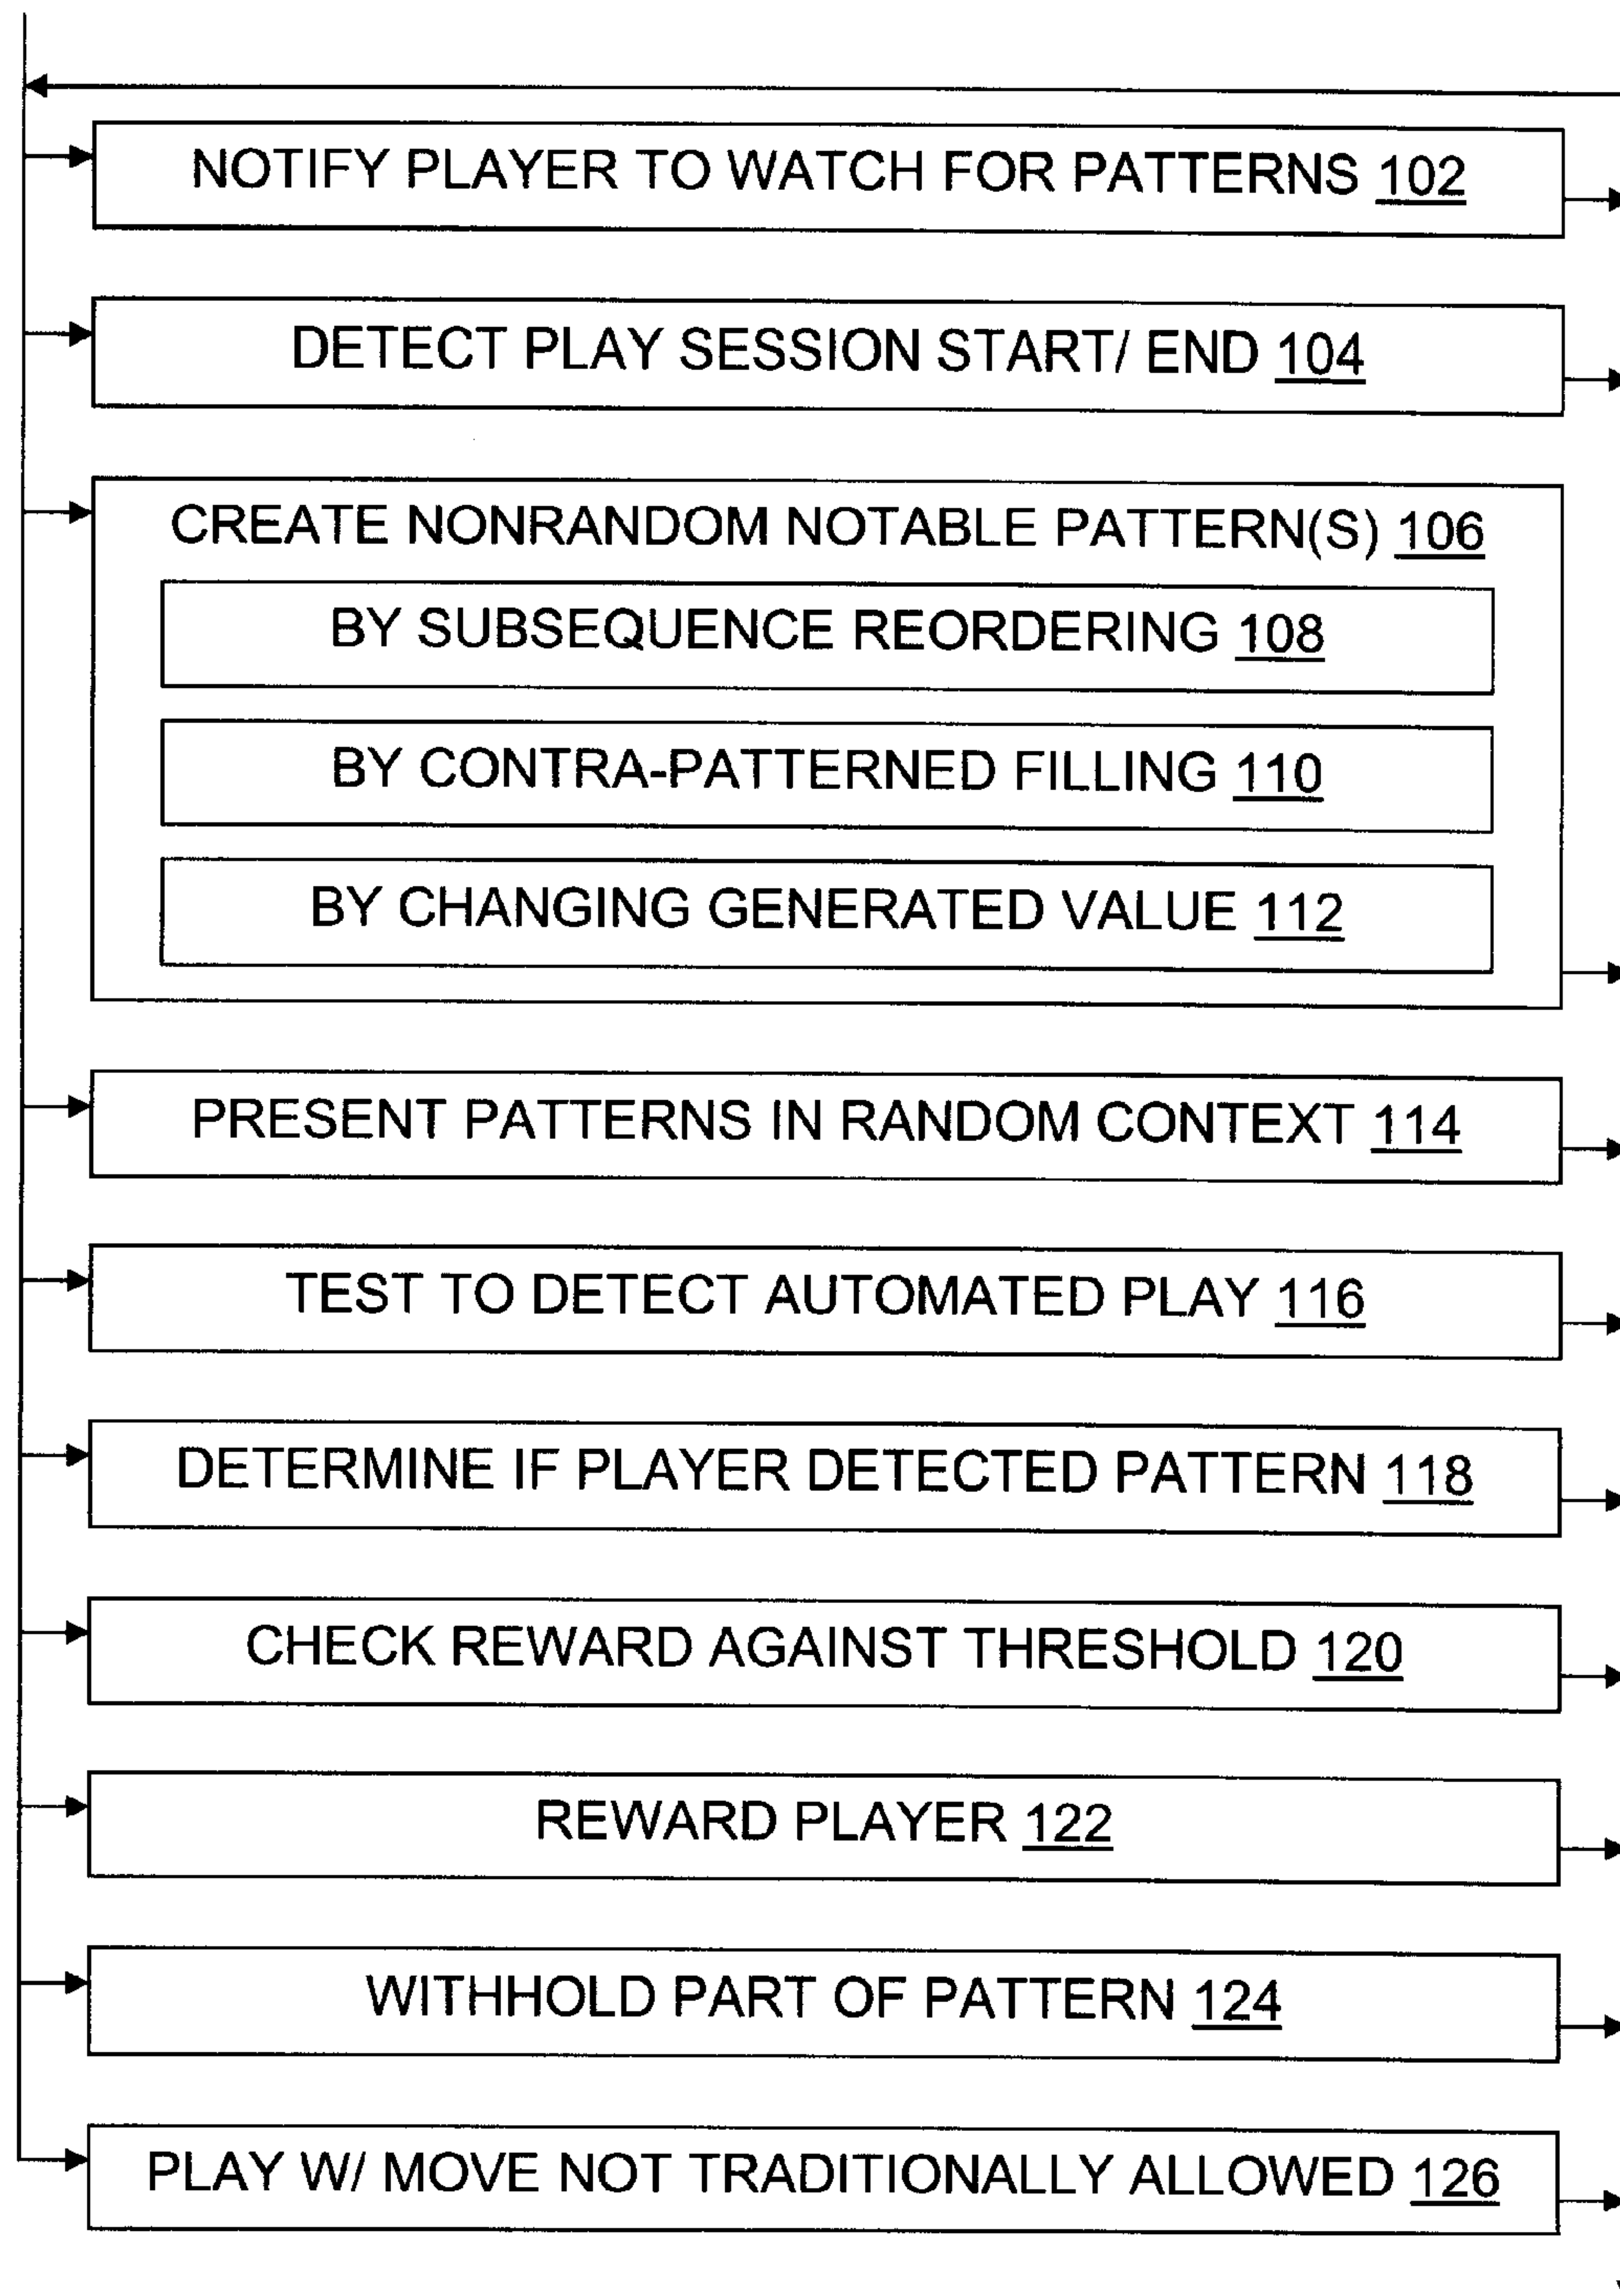 NOTIFY PLAYER TO WATCH FOR PATTERNS 102
DETECT PLAY SESSION START/ END 104
CREATE NONRANDOM NOTABLE PATTERN(S) 106
BY SUBSEQUENCE REORDERING 108
BY CONTRA-PATTERNED FILLING 110
BY CHANGING GENERATED VALUE 112
PRESENT PATTERNS IN RANDOM CONTEXT 114
TEST TO DETECT AUTOMATED PLAY 116
DETERMINE IF PLAYER DETECTED PATTERN 118
CHECK REWARD AGAINST THRESHOLD 120
REWARD PLAYER 122
WITHHOLD PART OF PATTERN 124
PLAY W/ MOVE NOT TRADITIONALLY ALLOWED 126